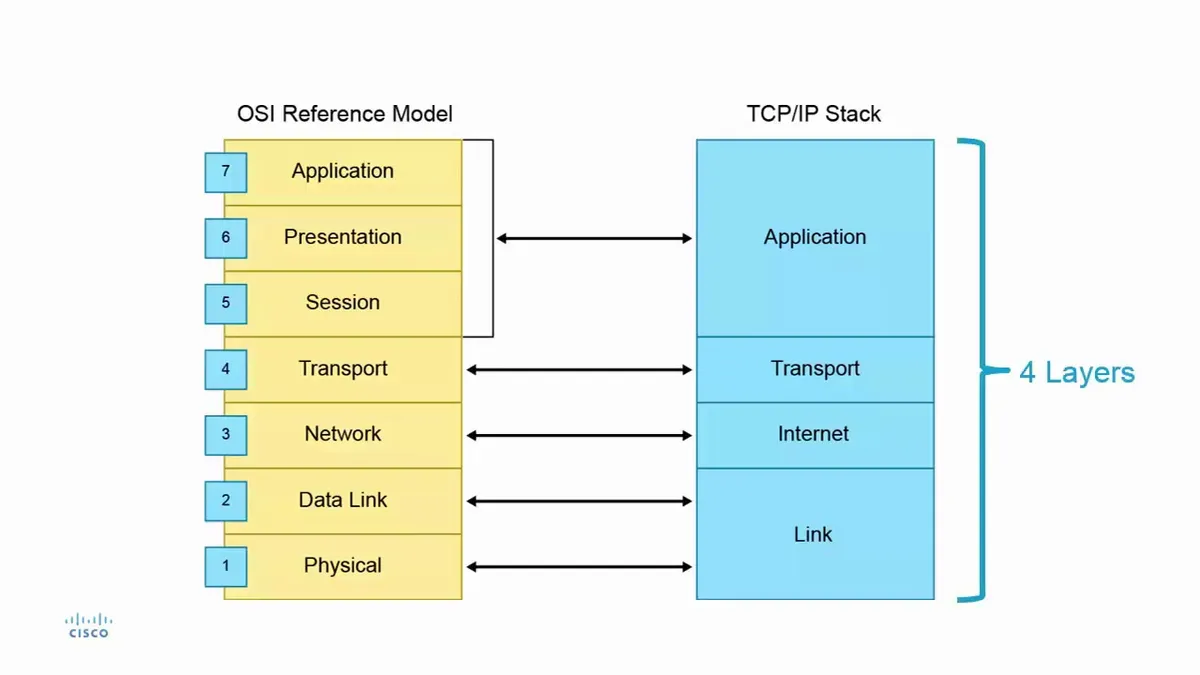 OSI Reference Model
TCP/IP Stack
7
Application
6
Presentation
5
Session
4
Transport
3
Network
2
Data Link
1
Physical
Application
Transport
Internet
Link
4 Layers
CISCO